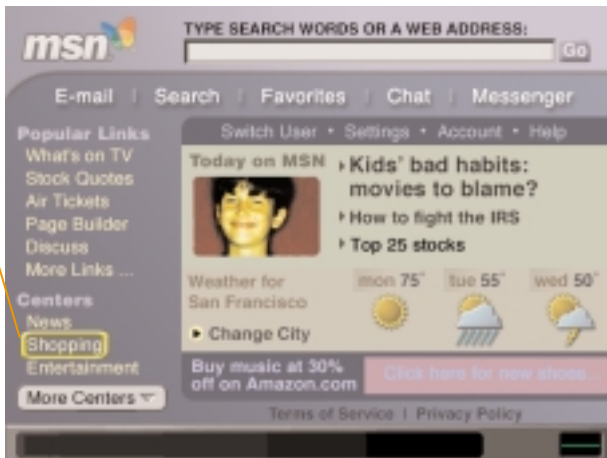 msn
TYPE SEARCH WORDS OR A WEB ADDRESS:
Go
E-mail | Search | Favorites | Chat | Messenger
Switch User • Settings • Account • Help
Popular Links
What's on TV
Stock Quotes
Air Tickets
Page Builder
Discuss
More Links ...
Centers
News
Shopping
Entertainment
More Centers
Today on MSN
Kids' bad habits:
movies to blame?
How to fight the IRS
Top 25 stocks
Weather for
San Francisco
Change City
mon 75° tue 55° wed 50°
Buy music at 30%
off on Amazon.com
Click here for new shoes...
Terms of Service | Privacy Policy